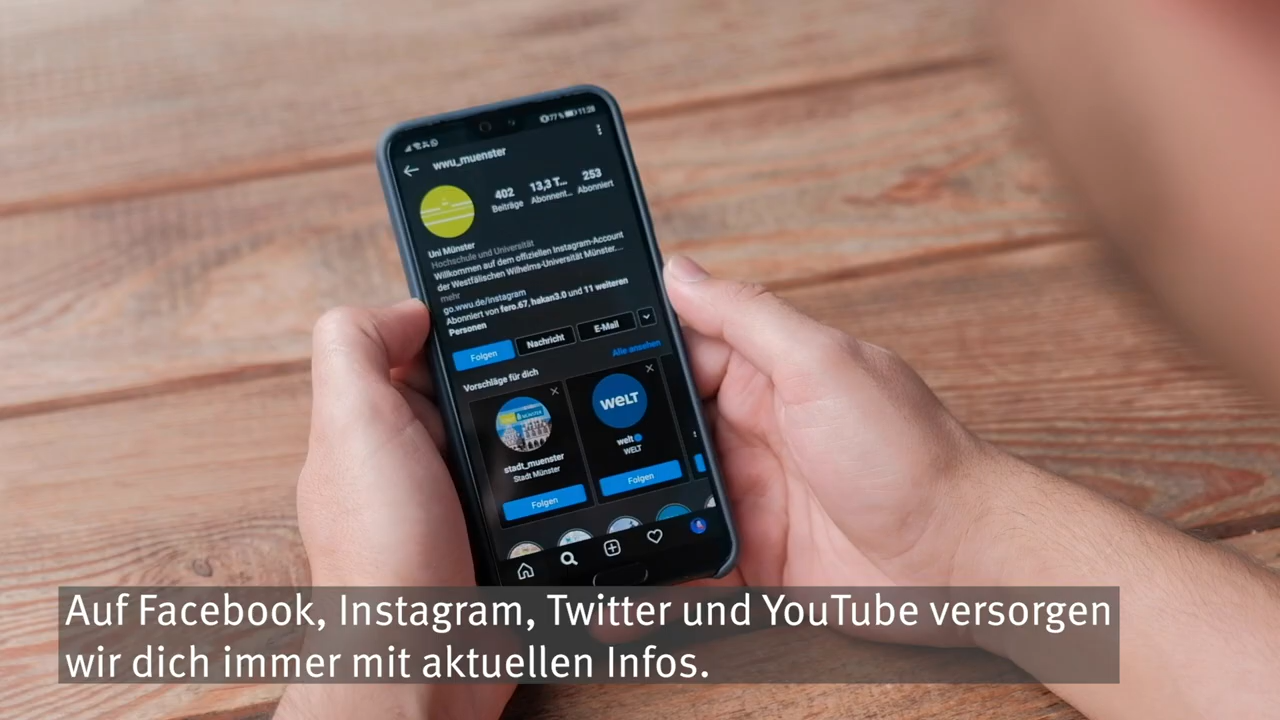 77 % 11:28
wwu_muenster
402 13,3 T... 253
Beiträge Abonnent... Abonniert
Uni Münster
Hochschule und Universität
Willkommen auf dem offiziellen Instagram-Account
der Westfälischen Wilhelms-Universität Münster....
mehr
go.wwu.de/instagram
Abonniert von fero.67, hakan3.0 und 11 weiteren
Personen
Folgen Nachricht E-Mail
Vorschläge für dich Alle ansehen
WELT
stadt_muenster welt
Stadt Münster WELT
Folgen Folgen
Auf Facebook, Instagram, Twitter und YouTube versorgen
wir dich immer mit aktuellen Infos.